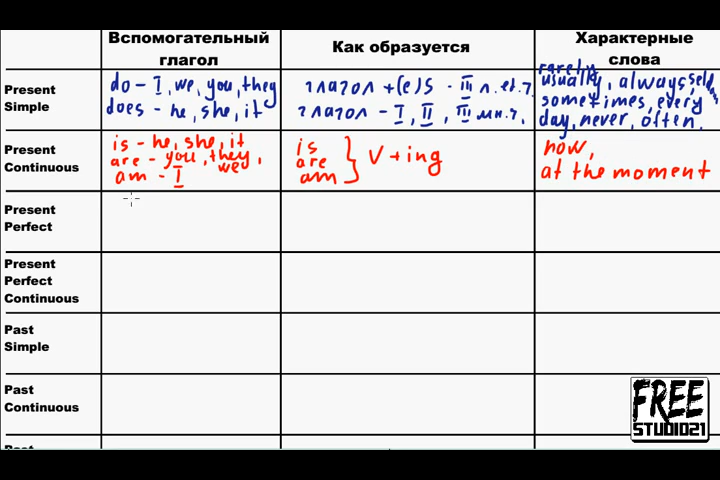 Вспомогательный
глагол
Как образуется
Характерные
слова
Present
Simple
do - I, we, you, they
does - he, she, it
глагол +(e)s - III л. ед.ч.
глагол - I, II, III мн.ч.
rarely
usually, always, seldom
sometimes, every
day, never, often.
Present
Continuous
is - he, she, it
are - you, they,
we
am - I
is
are
am
V + ing
now,
at the moment
Present
Perfect
Present
Perfect
Continuous
Past
Simple
Past
Continuous
FREE
STUDIO21